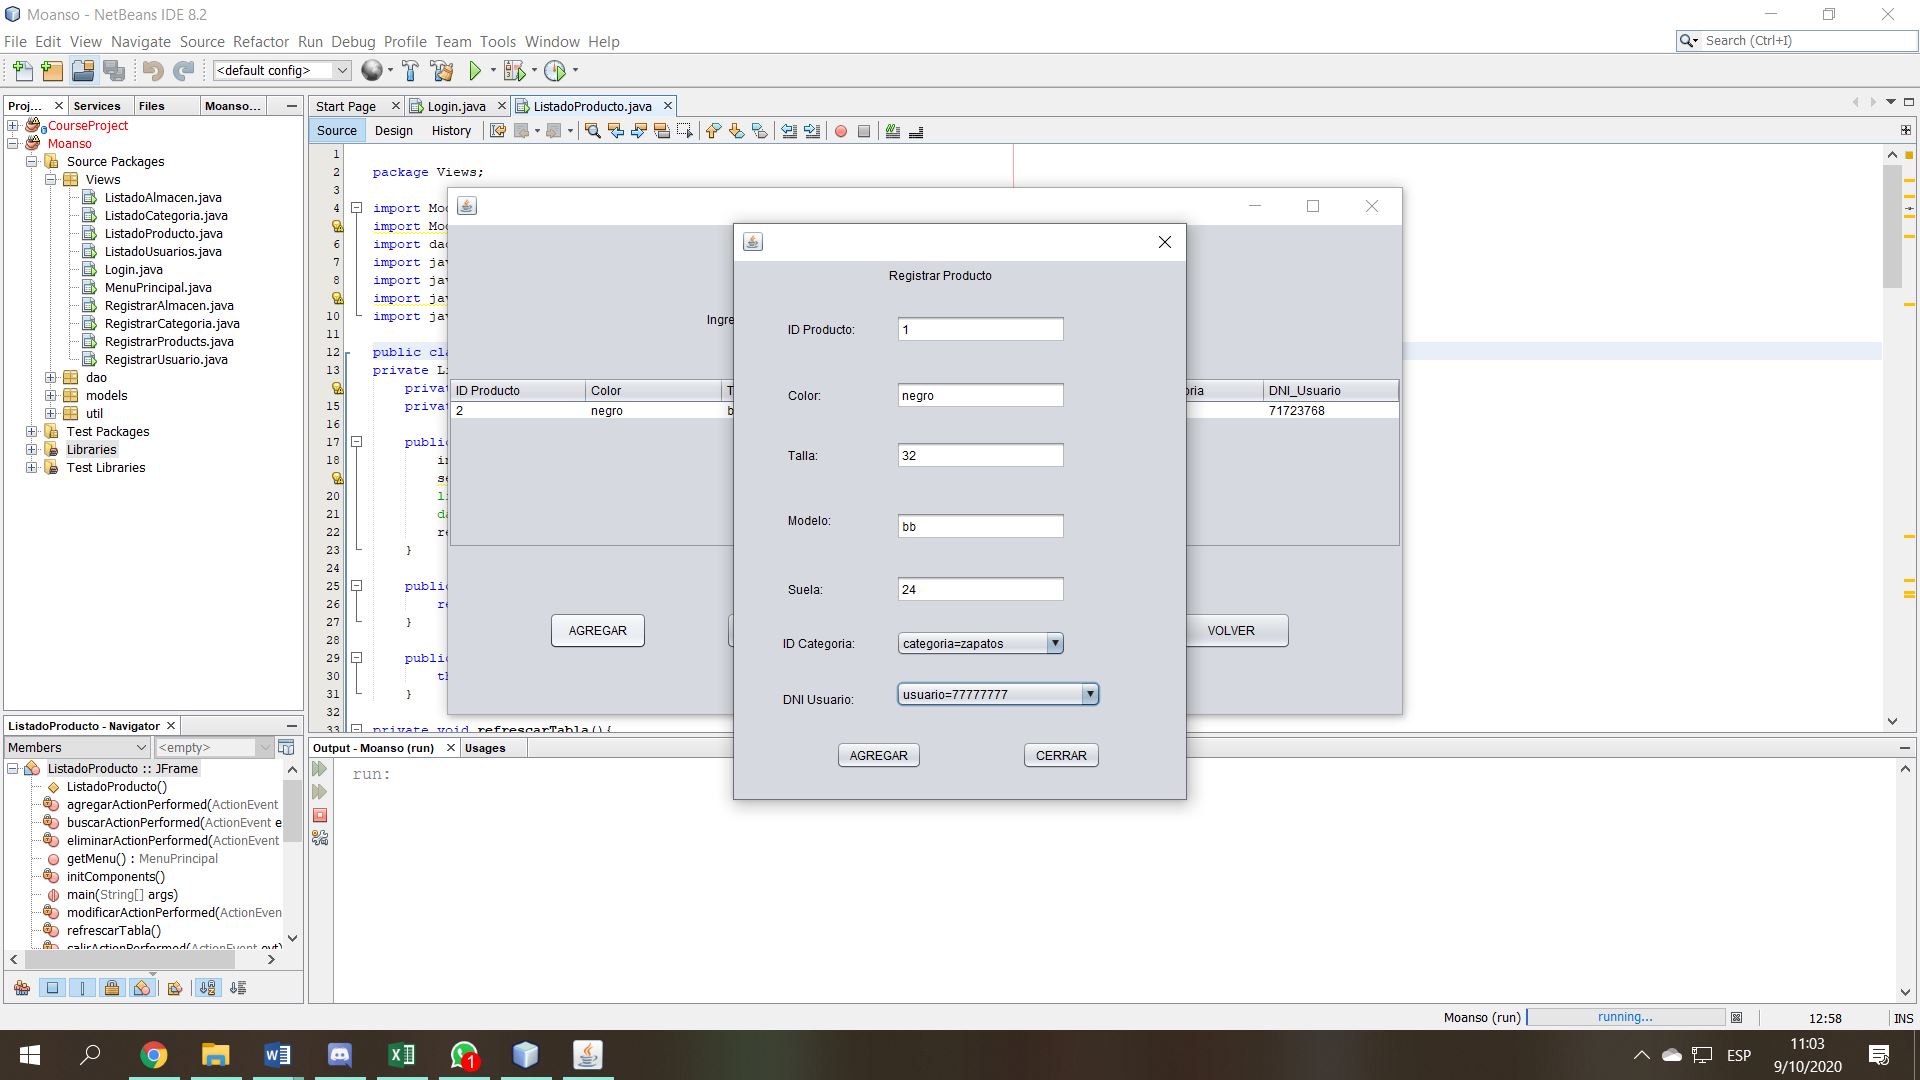 Moanso - NetBeans IDE 8.2
File Edit View Navigate Source Refactor Run Debug Profile Team Tools Window Help
Search (Ctrl+I)
<default config>
Proj... Services Files Moanso...
Start Page Login.java ListadoProducto.java
Source Design History
CourseProject
Moanso
Source Packages
Views
ListadoAlmacen.java
ListadoCategoria.java
ListadoProducto.java
ListadoUsuarios.java
Login.java
MenuPrincipal.java
RegistrarAlmacen.java
RegistrarCategoria.java
RegistrarProducts.java
RegistrarUsuario.java
dao
models
util
Test Packages
Libraries
Test Libraries
1
2 package Views;
3
4 import Mo
import Mo
6 import da
7 import ja
8 import ja
import ja
10 import ja
11
12 public cl
13 private L
priva
15 priva
16
17 publi
18 i
s
20 l
21 d
22 re
23 }
24
25 publi
26 re
27 }
28
29 publi
30 t
31 }
32
33 private void refrescarTabla(){
Ingre
ID Producto Color T oria DNI_Usuario
2 negro b 71723768
AGREGAR VOLVER
Registrar Producto
ID Producto: 1
Color: negro
Talla: 32
Modelo: bb
Suela: 24
ID Categoria: categoria=zapatos
DNI Usuario: usuario=77777777
AGREGAR CERRAR
ListadoProducto - Navigator
Members <empty>
ListadoProducto :: JFrame
ListadoProducto()
agregarActionPerformed(ActionEvent
buscarActionPerformed(ActionEvent e
eliminarActionPerformed(ActionEvent
getMenu() : MenuPrincipal
initComponents()
main(String[] args)
modificarActionPerformed(ActionEven
refrescarTabla()
salirActionPerformed(ActionEvent evt)
Output - Moanso (run) Usages
run:
Moanso (run) running... 12:58 INS
1
ESP
11:03
9/10/2020